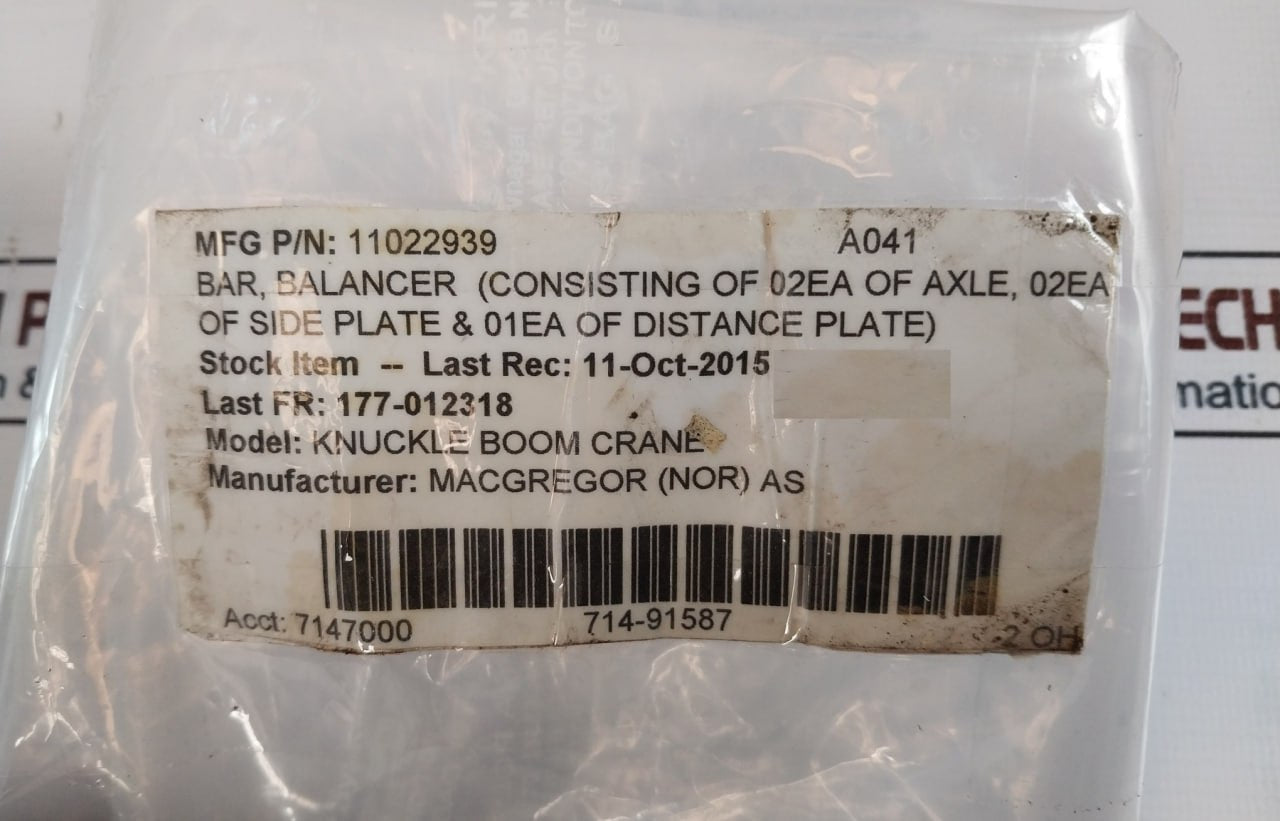 MFG P/N: 11022939 A041
BAR, BALANCER (CONSISTING OF 02EA OF AXLE, 02EA
OF SIDE PLATE & 01EA OF DISTANCE PLATE)
Stock Item -- Last Rec: 11-Oct-2015
Last FR: 177-012318
Model: KNUCKLE BOOM CRANE
Manufacturer: MACGREGOR (NOR) AS
Acct: 7147000 714-91587
2 OH
P
ECH
&
matio